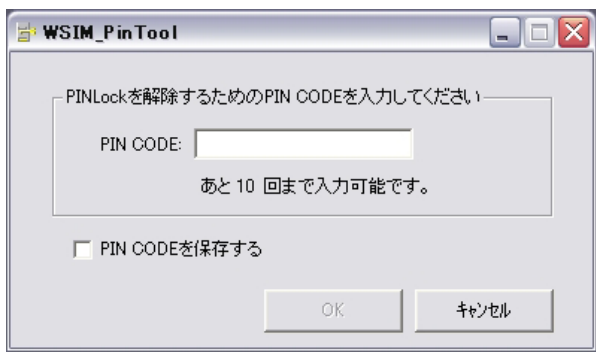 WSIM_PinTool
PINLockを解除するためのPIN CODEを入力してください
PIN CODE:
あと 10 回まで入力可能です。
PIN CODEを保存する
OK
ｷｬﾝｾﾙ